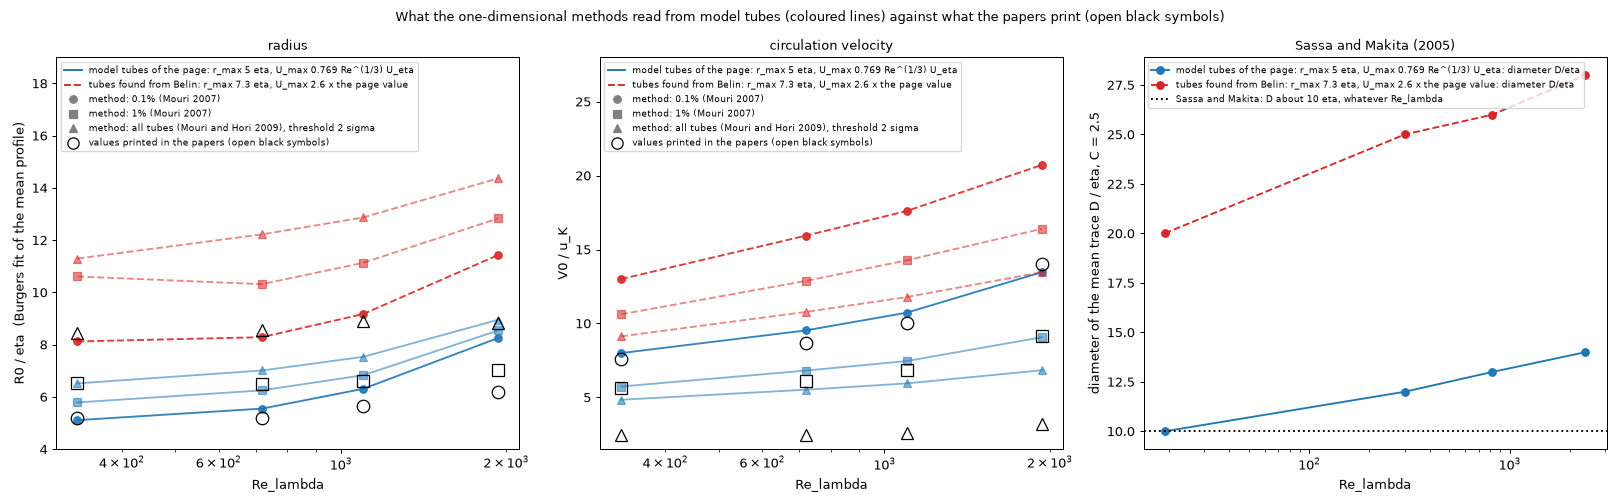 What the one-dimensional methods read from model tubes (coloured lines) against what the papers print (open black symbols)
radius
model tubes of the page: r_max 5 eta, U_max 0.769 Re^(1/3) U_eta
tubes found from Belin: r_max 7.3 eta, U_max 2.6 x the page value
method: 0.1% (Mouri 2007)
method: 1% (Mouri 2007)
method: all tubes (Mouri and Hori 2009), threshold 2 sigma
values printed in the papers (open black symbols)
R0 / eta (Burgers fit of the mean profile)
18
16
14
12
10
8
6
4
4 × 10²
6 × 10²
10³
2 × 10³
Re_lambda
circulation velocity
model tubes of the page: r_max 5 eta, U_max 0.769 Re^(1/3) U_eta
tubes found from Belin: r_max 7.3 eta, U_max 2.6 x the page value
method: 0.1% (Mouri 2007)
method: 1% (Mouri 2007)
method: all tubes (Mouri and Hori 2009), threshold 2 sigma
values printed in the papers (open black symbols)
V0 / u_K
25
20
15
10
5
4 × 10²
6 × 10²
10³
2 × 10³
Re_lambda
Sassa and Makita (2005)
model tubes of the page: r_max 5 eta, U_max 0.769 Re^(1/3) U_eta: diameter D/eta
tubes found from Belin: r_max 7.3 eta, U_max 2.6 x the page value: diameter D/eta
Sassa and Makita: D about 10 eta, whatever Re_lambda
diameter of the mean trace D / eta, C = 2.5
27.5
25.0
22.5
20.0
17.5
15.0
12.5
10.0
10²
10³
Re_lambda